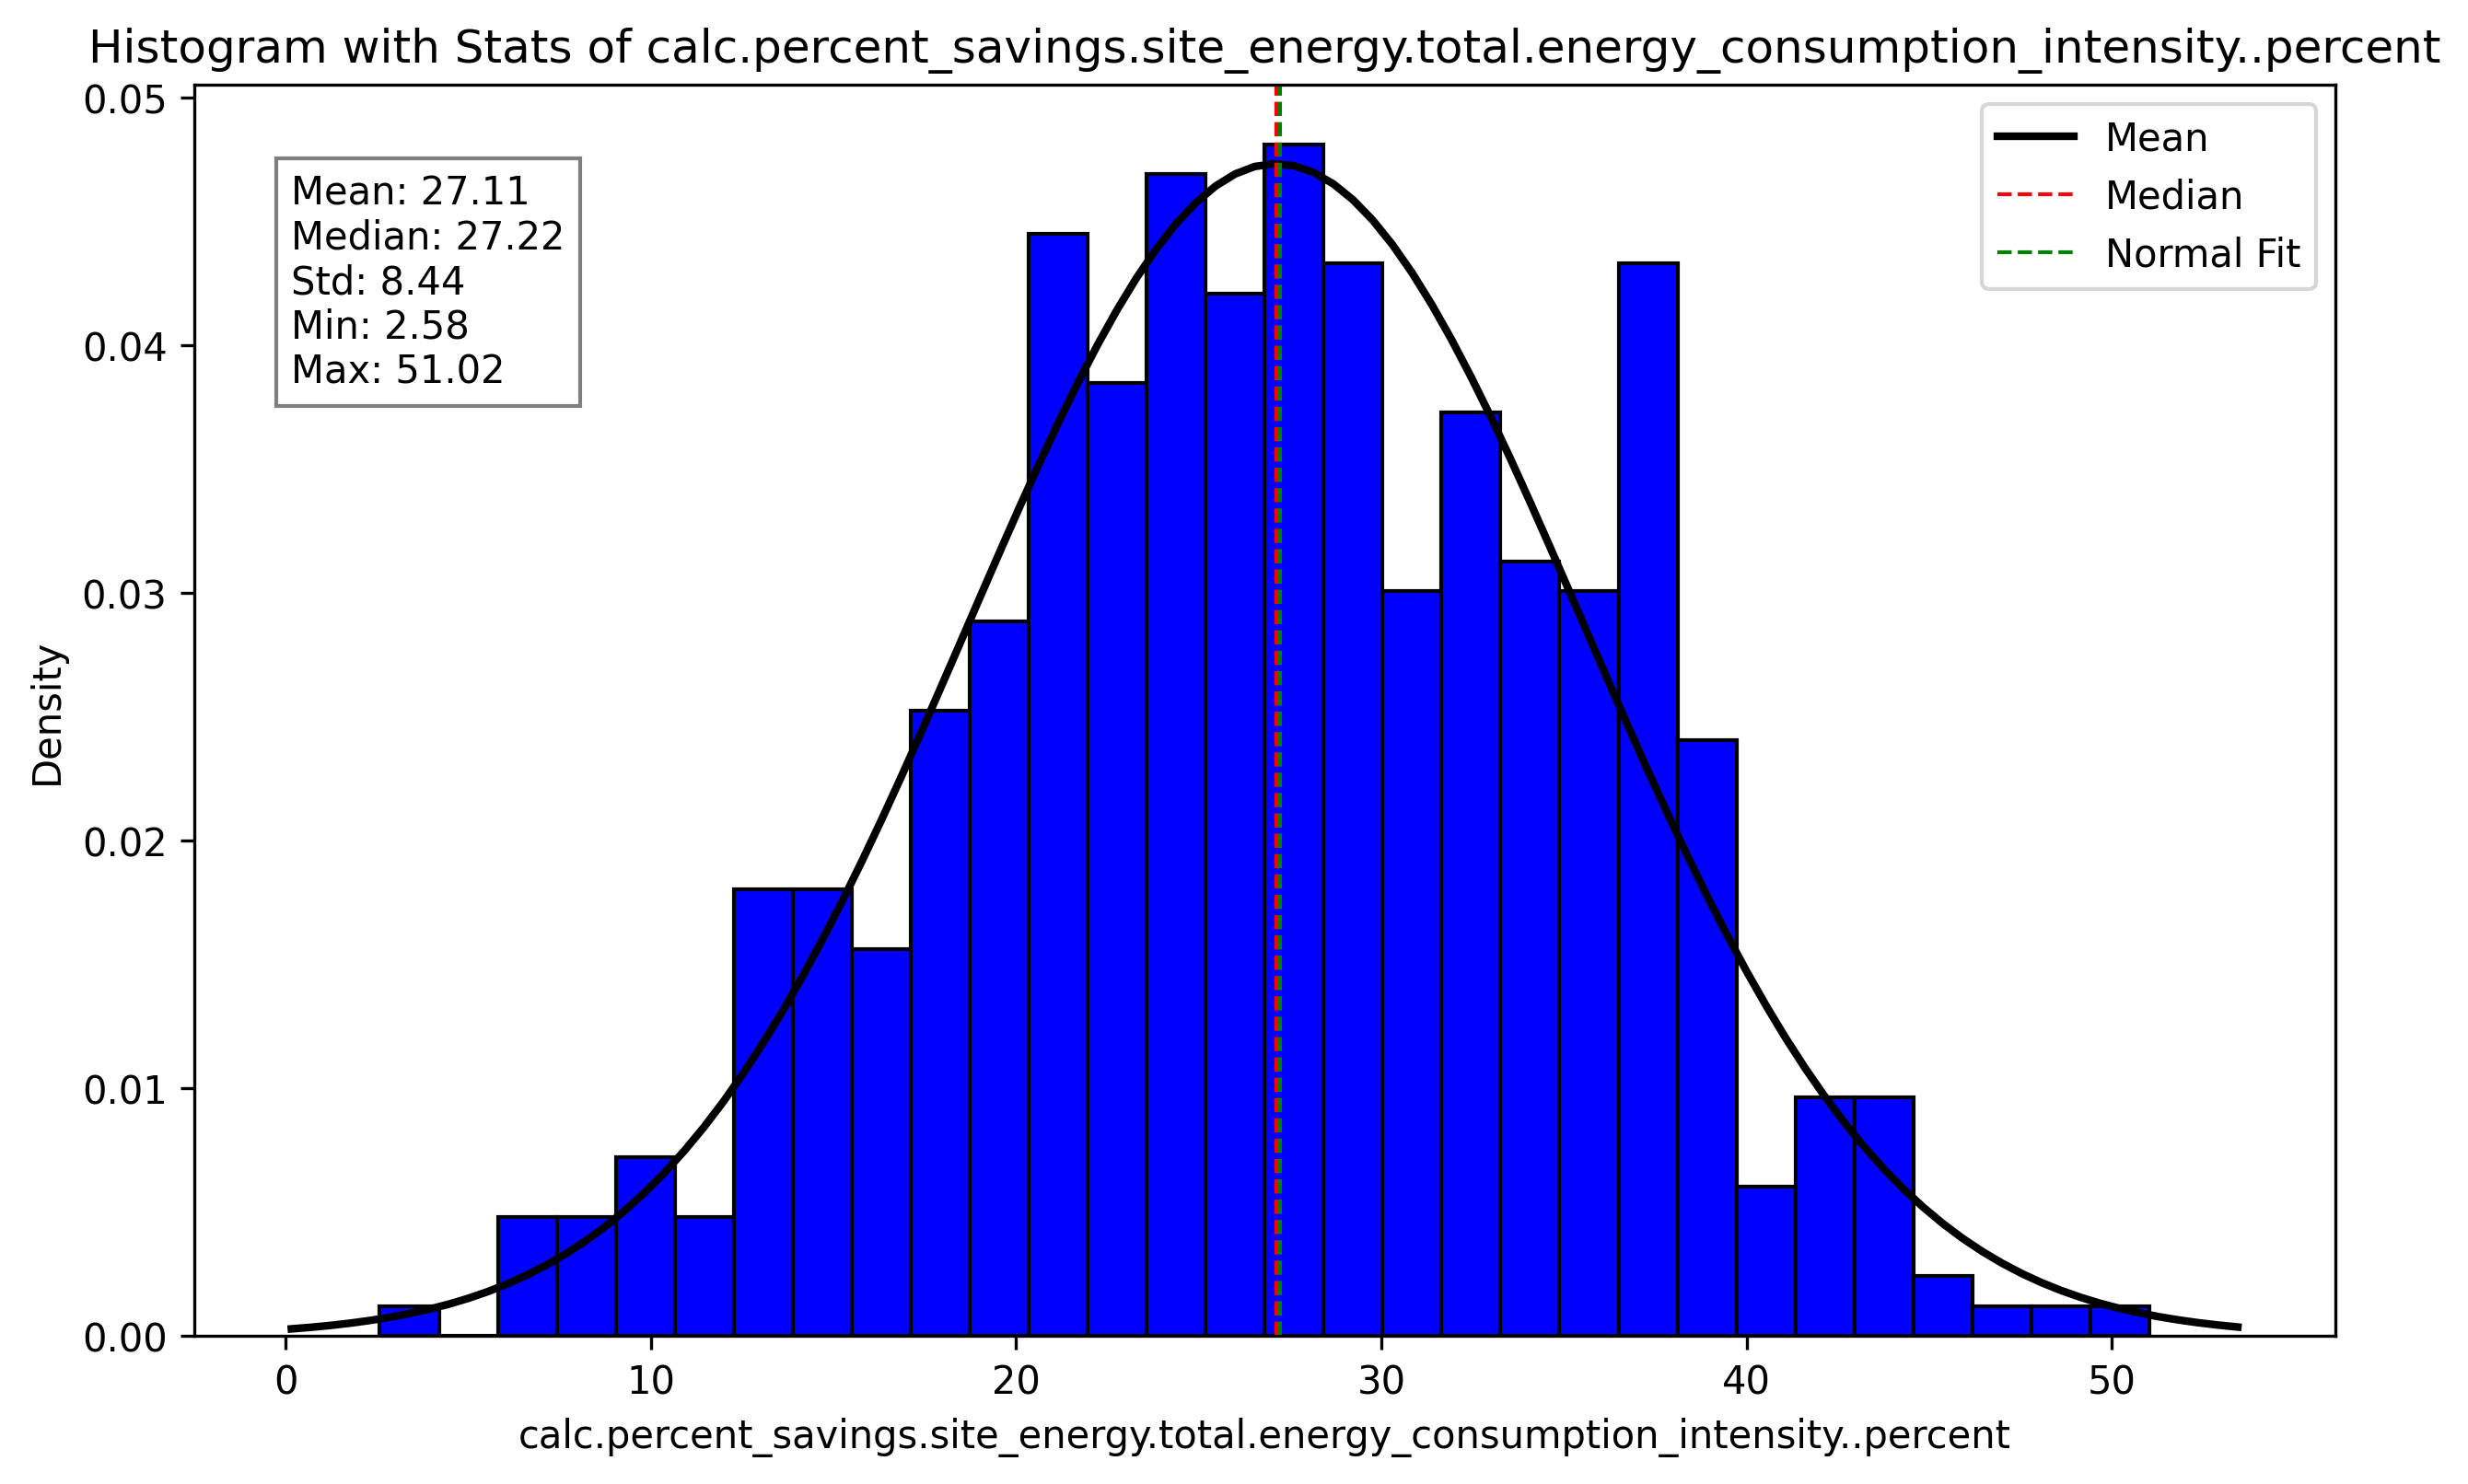 Histogram with Stats of calc.percent_savings.site_energy.total.energy_consumption_intensity..percent
0.05
0.04
0.03
0.02
0.01
0.00
Density
Mean: 27.11
Median: 27.22
Std: 8.44
Min: 2.58
Max: 51.02
Mean
Median
Normal Fit
0 10 20 30 40 50
calc.percent_savings.site_energy.total.energy_consumption_intensity..percent